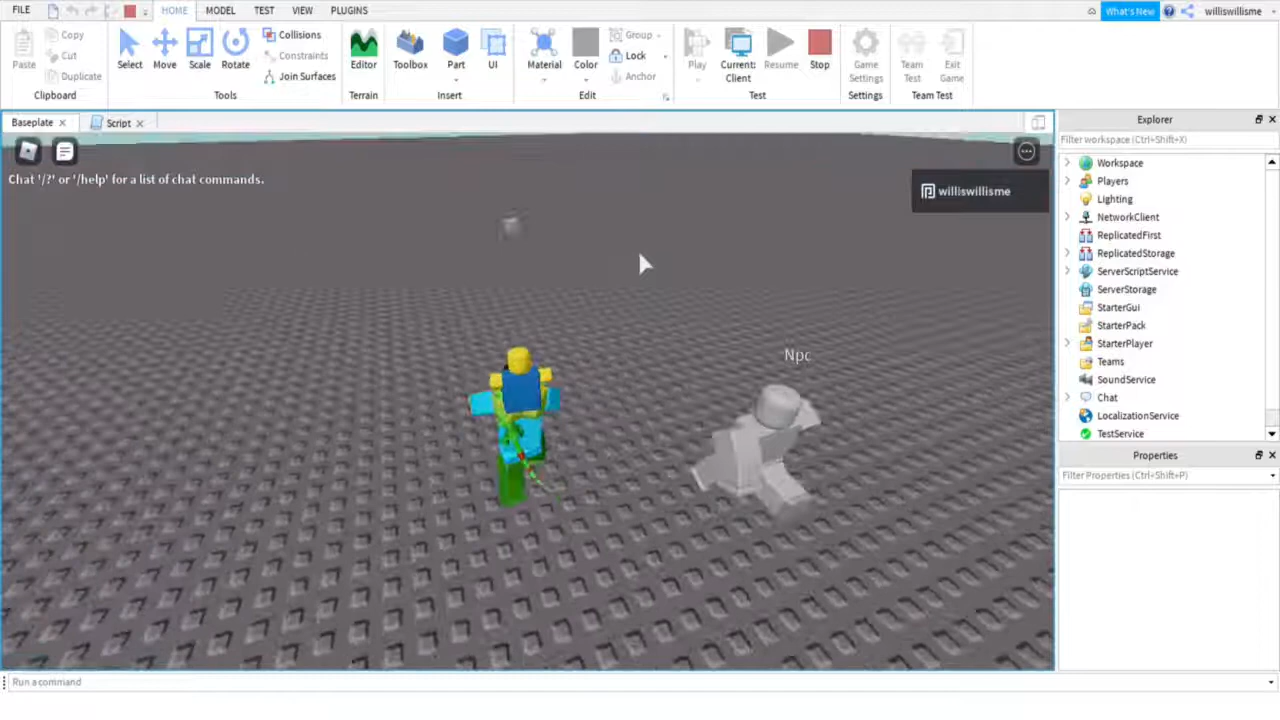 FILE HOME MODEL TEST VIEW PLUGINS What's New williswillisme
Paste Copy Cut Duplicate Clipboard
Select Move Scale Rotate Collisions Constraints Join Surfaces Tools
Editor Terrain
Toolbox Part UI Insert
Material Color Group Lock Anchor Edit
Play Current: Client Resume Stop Test
Game Settings Settings
Team Test Exit Game Team Test
Baseplate Script
Chat '/?' or '/help' for a list of chat commands.
williswillisme
Npc
Explorer
Filter workspace (Ctrl+Shift+X)
Workspace
Players
Lighting
NetworkClient
ReplicatedFirst
ReplicatedStorage
ServerScriptService
ServerStorage
StarterGui
StarterPack
StarterPlayer
Teams
SoundService
Chat
LocalizationService
TestService
Properties
Filter Properties (Ctrl+Shift+P)
Run a command